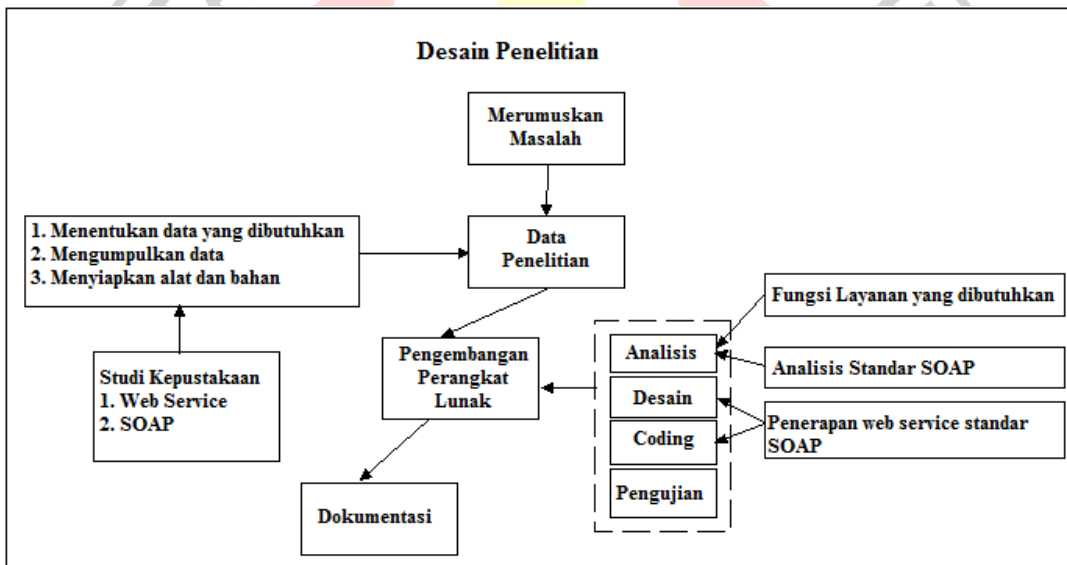 Desain Penelitian
Merumuskan
Masalah
1. Menentukan data yang dibutuhkan
2. Mengumpulkan data
3. Menyiapkan alat dan bahan
Data
Penelitian
Fungsi Layanan yang dibutuhkan
Studi Kepustakaan
1. Web Service
2. SOAP
Pengembangan
Perangkat
Lunak
Analisis
Desain
Coding
Pengujian
Analisis Standar SOAP
Penerapan web service standar
SOAP
Dokumentasi